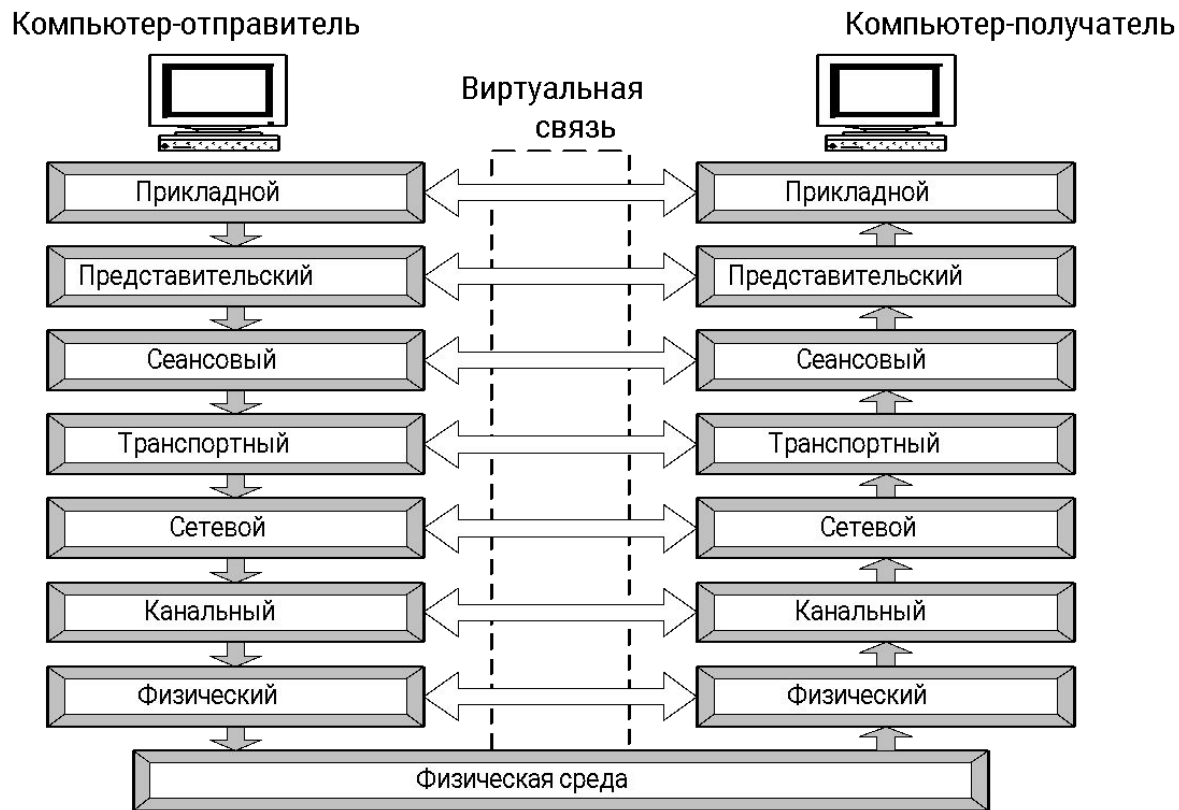 Компьютер-отправитель
Компьютер-получатель
Виртуальная
связь
Прикладной
Прикладной
Представительский
Представительский
Сеансовый
Сеансовый
Транспортный
Транспортный
Сетевой
Сетевой
Канальный
Канальный
Физический
Физический
Физическая среда